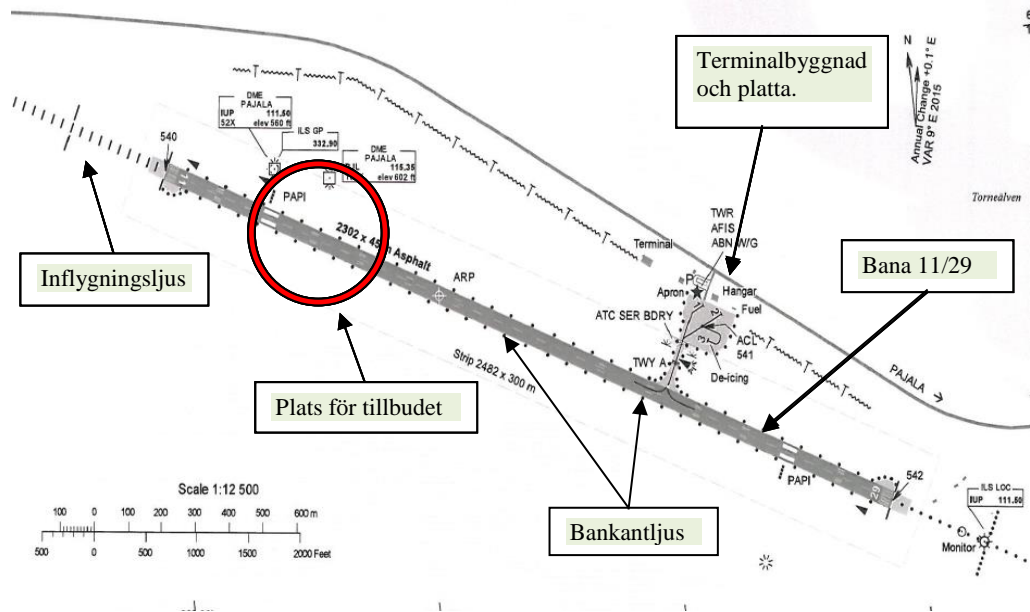 Terminalbyggnad
och platta.
N
Annual Change +0.1° E
VAR 9° E 2015
DME
PAJALA
IUP 111.50
52X elev 560 ft
ILS GP
332.90
DME
PAJALA
115.35
elev 602 ft
540
PAPI
Torneälven
TWR
AFIS
ABN W/G
Terminal
Inflygningsljus
2302 x 45 m Asphalt
ARP
P
Apron
Hangar
Fuel
Bana 11/29
ATC SER BDRY
1
2
3
ACL
541
TWY A
De-icing
Strip 2482 x 300 m
PAJALA
Plats för tillbudet
542
29
PAPI
ILS LOC
IUP 111.50
Monitor
Bankantljus
Scale 1:12 500
100 0 100 200 300 400 500 600 m
500 0 500 1000 1500 2000 Feet